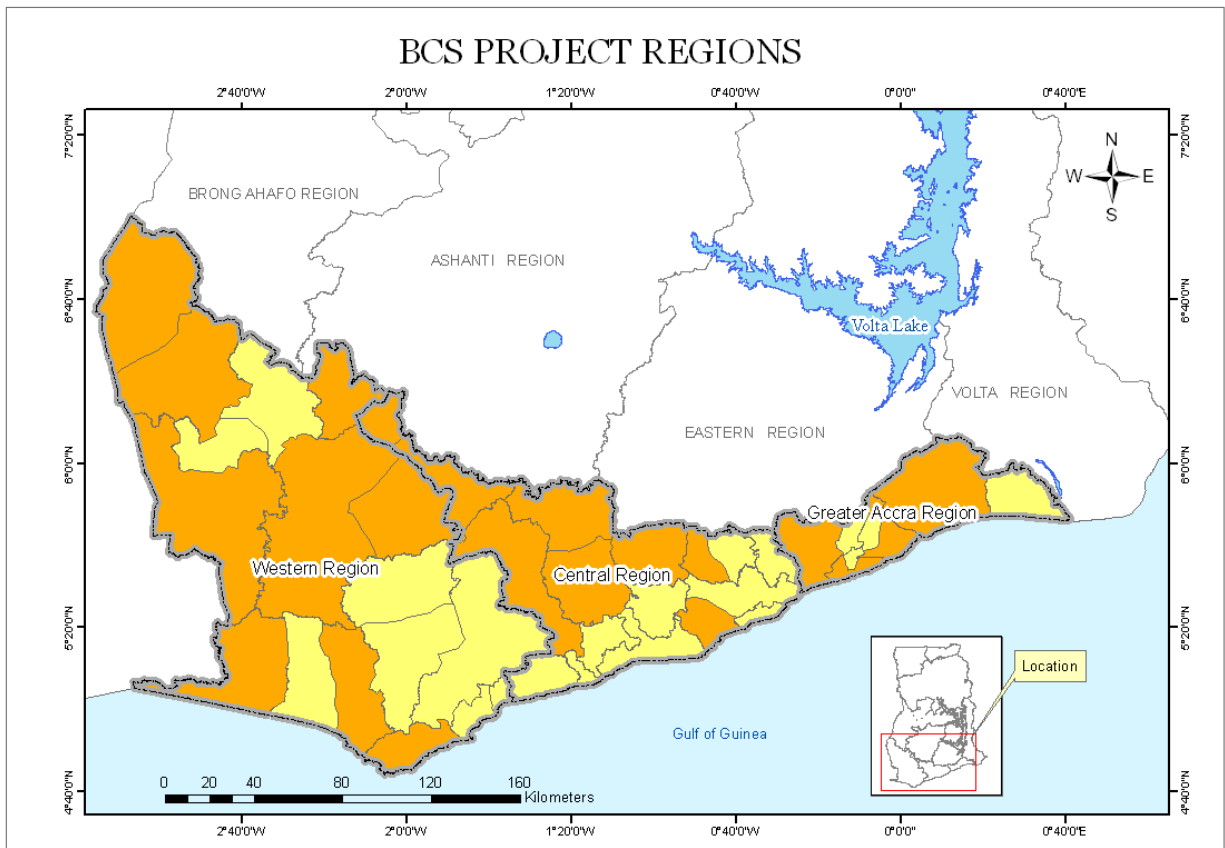 BCS PROJECT REGIONS
2°40'0"W 2°0'0"W 1°20'0"W 0°40'0"W 0°0'0" 0°40'0"E
7°20'0"N 7°20'0"N
N
W E
S
BRONG AHAFO REGION
ASHANTI REGION
6°40'0"N 6°40'0"N
Volta Lake
VOLTA REGION
EASTERN REGION
6°0'0"N 6°0'0"N
Greater Accra Region
Western Region
Central Region
5°20'0"N 5°20'0"N
Location
Gulf of Guinea
0 20 40 80 120 160
Kilometers
4°40'0"N 4°40'0"N
2°40'0"W 2°0'0"W 1°20'0"W 0°40'0"W 0°0'0" 0°40'0"E